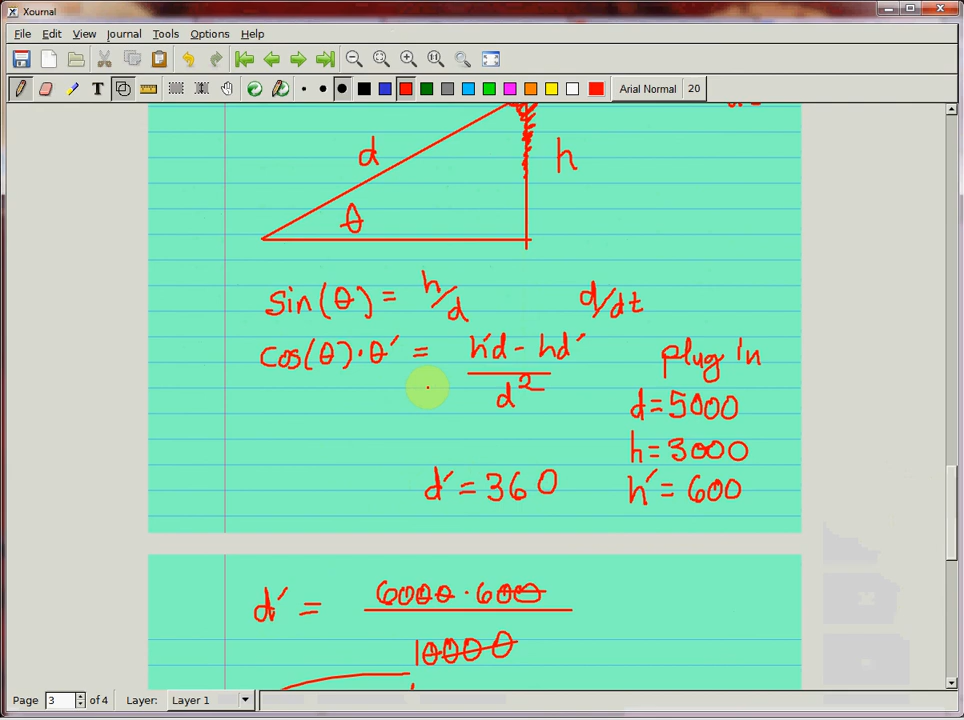 Xournal
File Edit View Journal Tools Options Help
T Arial Normal 20
d
h
θ
sin(θ) = h/d d/dt
cos(θ)·θ′ = h′d - hd′ plug in
d² d=5000
h=3000
d′=360 h′=600
d′ = 6000·600
10000
Page 3 of 4 Layer: Layer 1